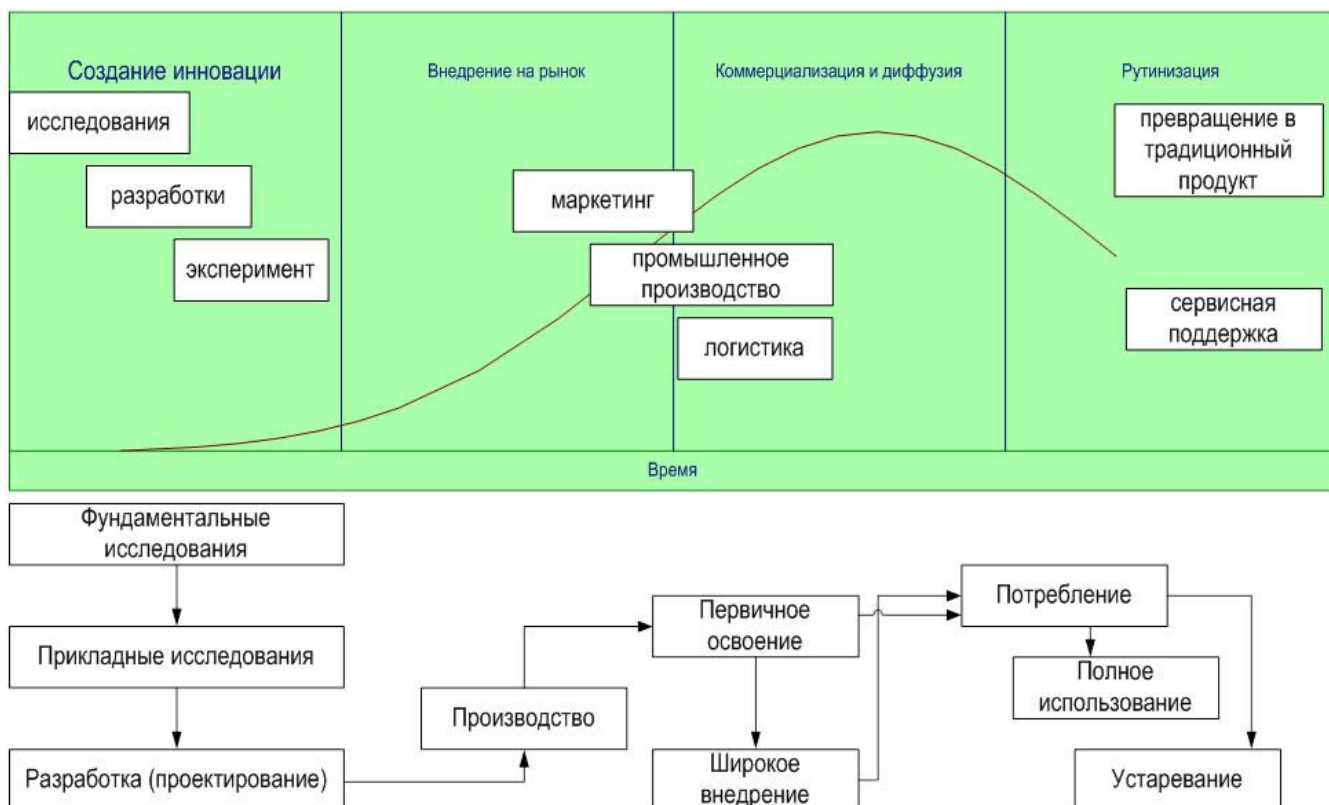 Создание инновации
Внедрение на рынок
Коммерциализация и диффузия
Рутинизация
исследования
разработки
эксперимент
маркетинг
промышленное
производство
логистика
превращение в
традиционный
продукт
сервисная
поддержка
Время
Фундаментальные
исследования
Прикладные исследования
Разработка (проектирование)
Производство
Первичное
освоение
Широкое
внедрение
Потребление
Полное
использование
Устаревание